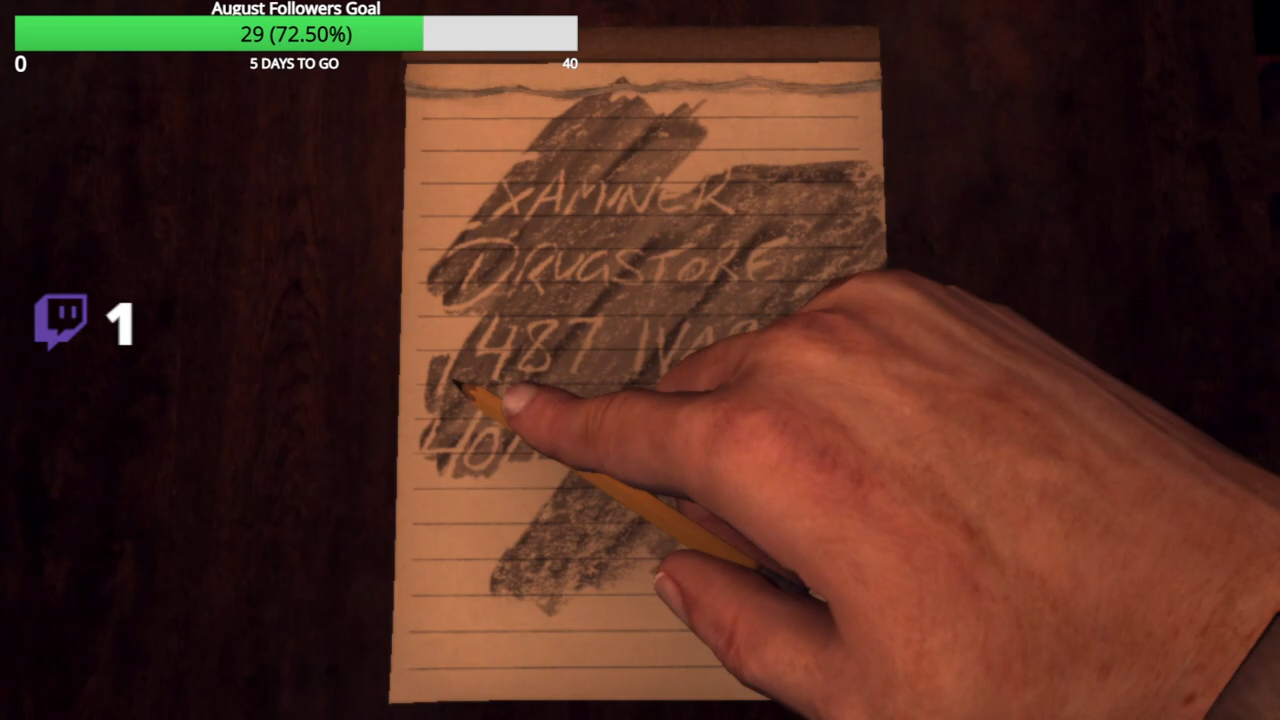 August Followers Goal
29 (72.50%)
0
5 DAYS TO GO
40
1
XAMINER
DRUGSTORE
487